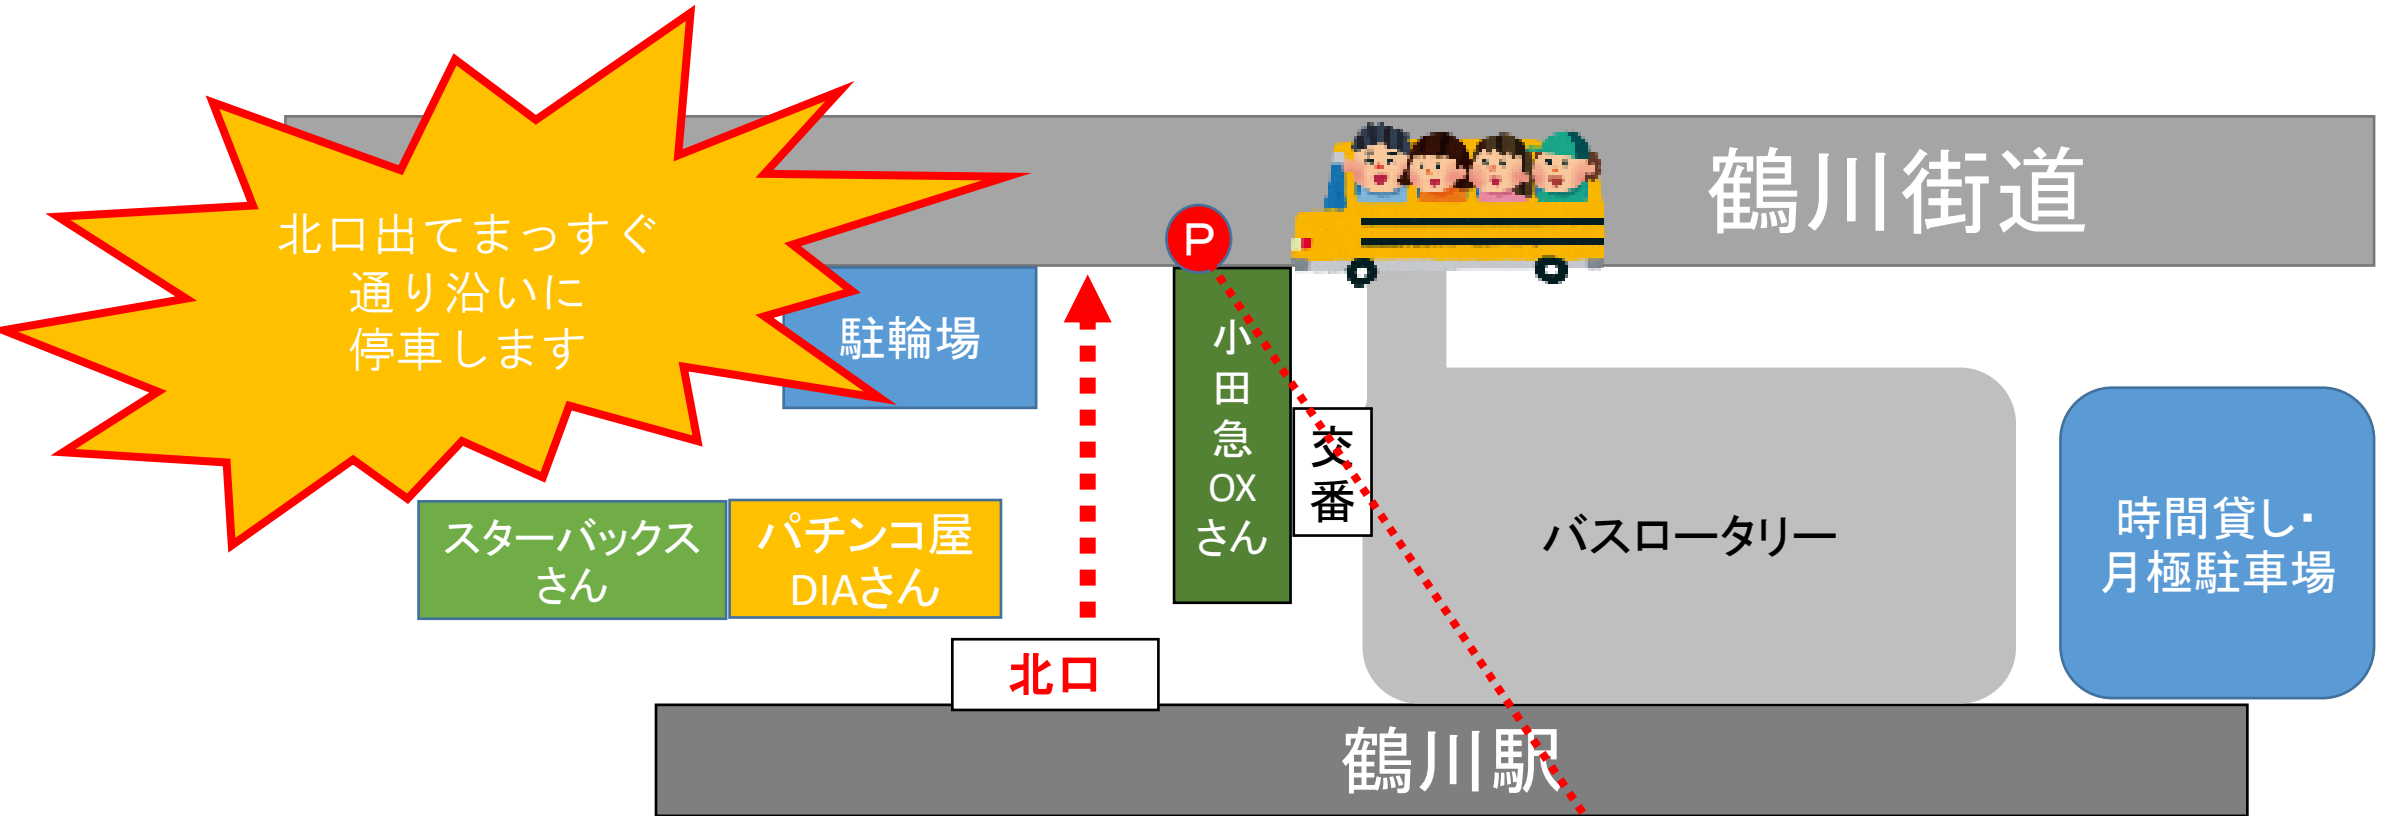 鶴川街道
北口出てまっすぐ
通り沿いに
停車します
P
駐輪場
小
田
急
OX
さん
交
番
バスロータリー
時間貸し・
月極駐車場
スターバックス
さん
パチンコ屋
DIAさん
北口
鶴川駅